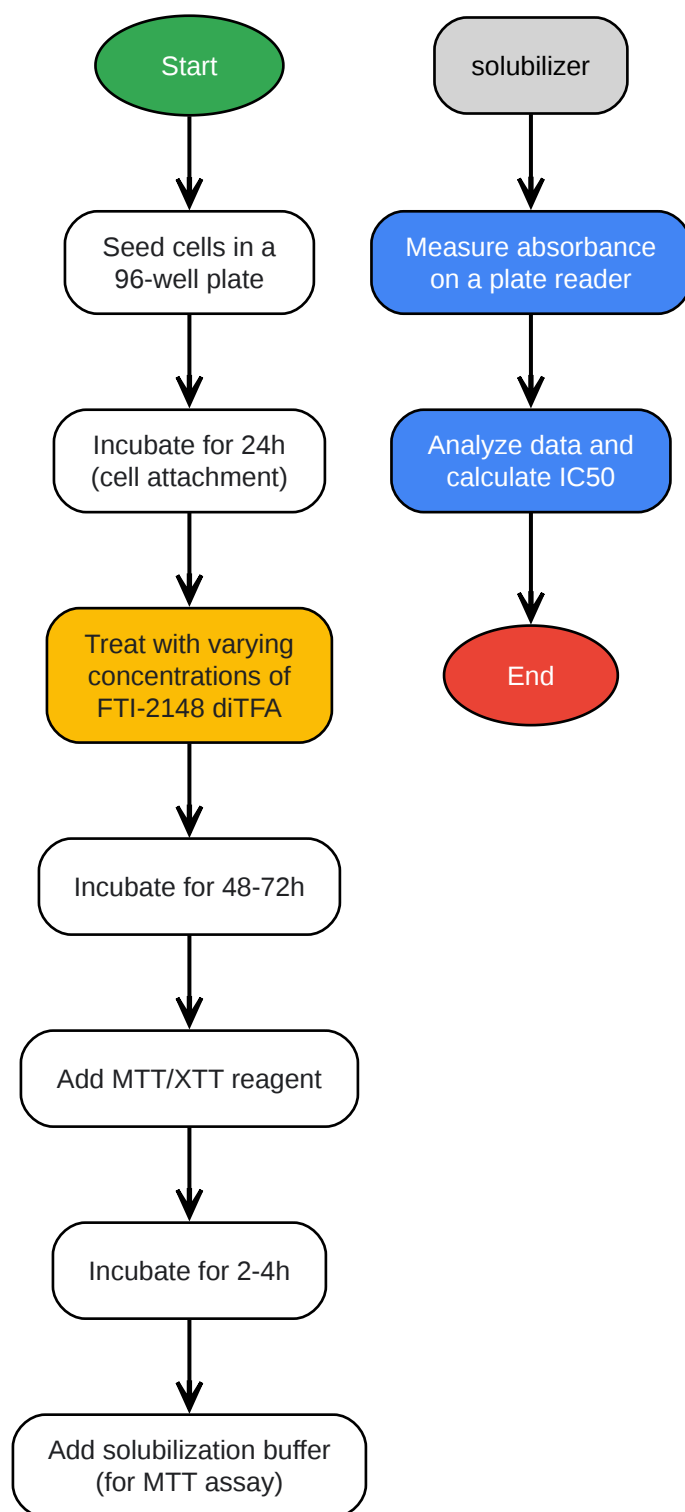 Start
Seed cells in a
96-well plate
Incubate for 24h
(cell attachment)
Treat with varying
concentrations of
FTI-2148 diTFA
Incubate for 48-72h
Add MTT/XTT reagent
Incubate for 2-4h
Add solubilization buffer
(for MTT assay)
solubilizer
Measure absorbance
on a plate reader
Analyze data and
calculate IC50
End